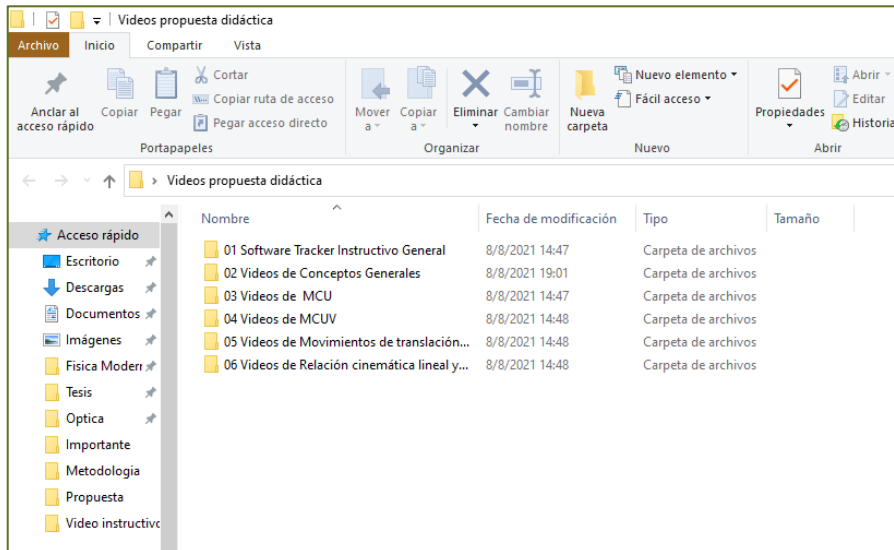 Videos propuesta didáctica
Archivo Inicio Compartir Vista
Anclar al acceso rápido
Copiar
Pegar
Cortar
Copiar ruta de acceso
Pegar acceso directo
Portapapeles
Mover a
Copiar a
Eliminar
Cambiar nombre
Organizar
Nueva carpeta
Nuevo elemento
Fácil acceso
Nuevo
Propiedades
Abrir
Editar
Historia
Abrir
Videos propuesta didáctica
Nombre Fecha de modificación Tipo Tamaño
01 Software Tracker Instructivo General 8/8/2021 14:47 Carpeta de archivos
02 Videos de Conceptos Generales 8/8/2021 19:01 Carpeta de archivos
03 Videos de MCU 8/8/2021 14:47 Carpeta de archivos
04 Videos de MCUV 8/8/2021 14:48 Carpeta de archivos
05 Videos de Movimientos de translación... 8/8/2021 14:48 Carpeta de archivos
06 Videos de Relación cinemática lineal y... 8/8/2021 14:48 Carpeta de archivos
Acceso rápido
Escritorio
Descargas
Documentos
Imágenes
Fisica Moderr
Tesis
Optica
Importante
Metodologia
Propuesta
Video instructivo